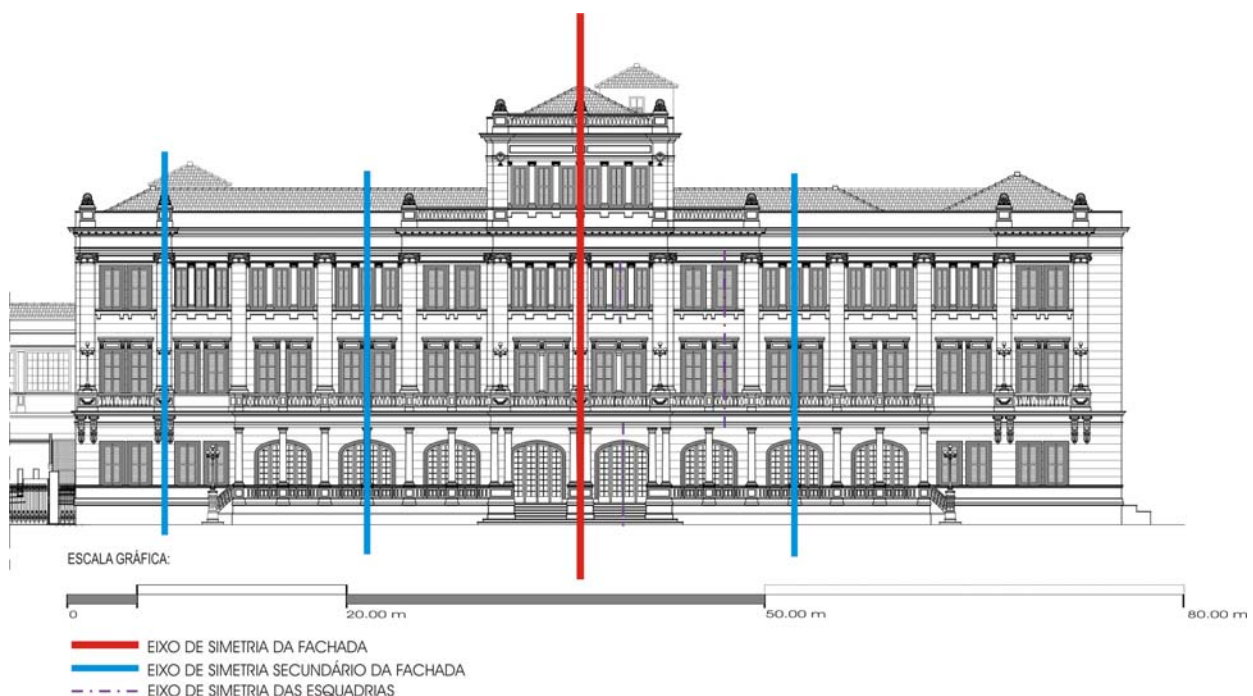 ESCALA GRÁFICA:
0 20.00 m 50.00 m 80.00 m
EIXO DE SIMETRIA DA FACHADA
EIXO DE SIMETRIA SECUNDÁRIO DA FACHADA
EIXO DE SIMETRIA DAS ESQUADRIAS